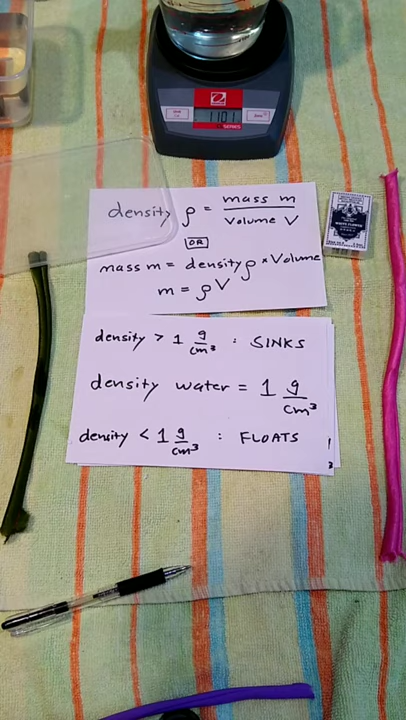 1101
density ρ = mass m / Volume V
OR
mass m = density ρ × Volume
m = ρV
density > 1 g/cm³ : SINKS
density water = 1 g/cm³
density < 1 g/cm³ : FLOATS